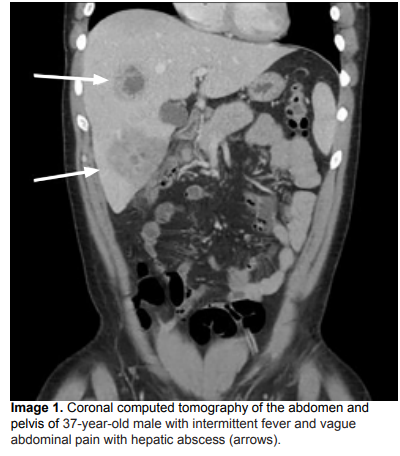 Image 1. Coronal computed tomography of the abdomen and
pelvis of 37-year-old male with intermittent fever and vague
abdominal pain with hepatic abscess (arrows).